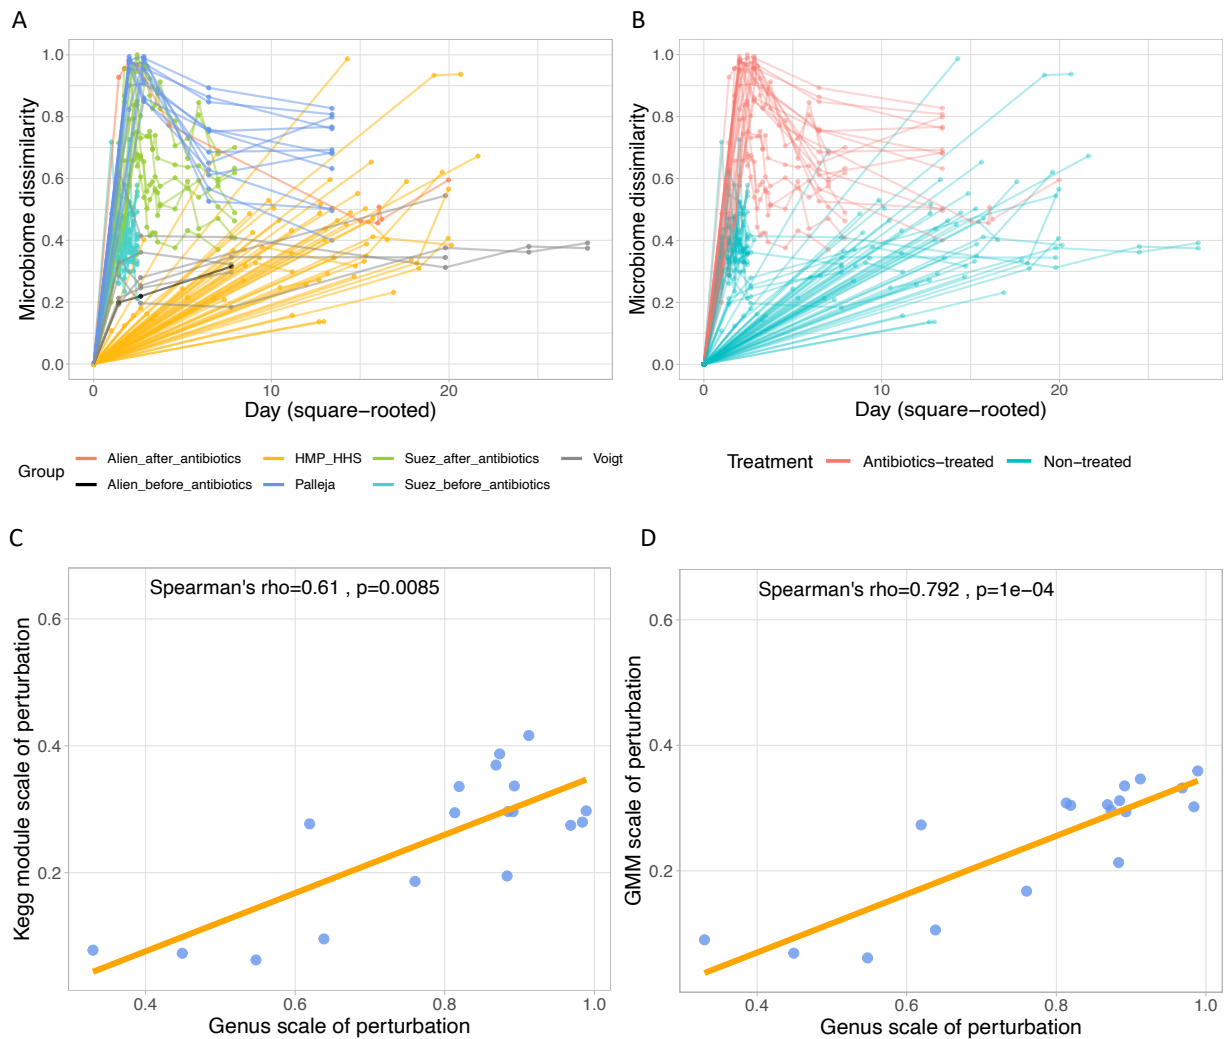 A
B
Microbiome dissimilarity
1.0
0.8
0.6
0.4
0.2
0.0
0
10
20
Day (square-rooted)
Microbiome dissimilarity
1.0
0.8
0.6
0.4
0.2
0.0
0
10
20
Day (square-rooted)
Group
Alien_after_antibiotics
HMP_HHS
Suez_after_antibiotics
Voigt
Alien_before_antibiotics
Palleja
Suez_before_antibiotics
Treatment
Antibiotics-treated
Non-treated
C
D
Spearman's rho=0.61 , p=0.0085
Kegg module scale of perturbation
0.6
0.4
0.2
0.4
0.6
0.8
1.0
Genus scale of perturbation
Spearman's rho=0.792 , p=1e-04
GMM scale of perturbation
0.6
0.4
0.2
0.4
0.6
0.8
1.0
Genus scale of perturbation